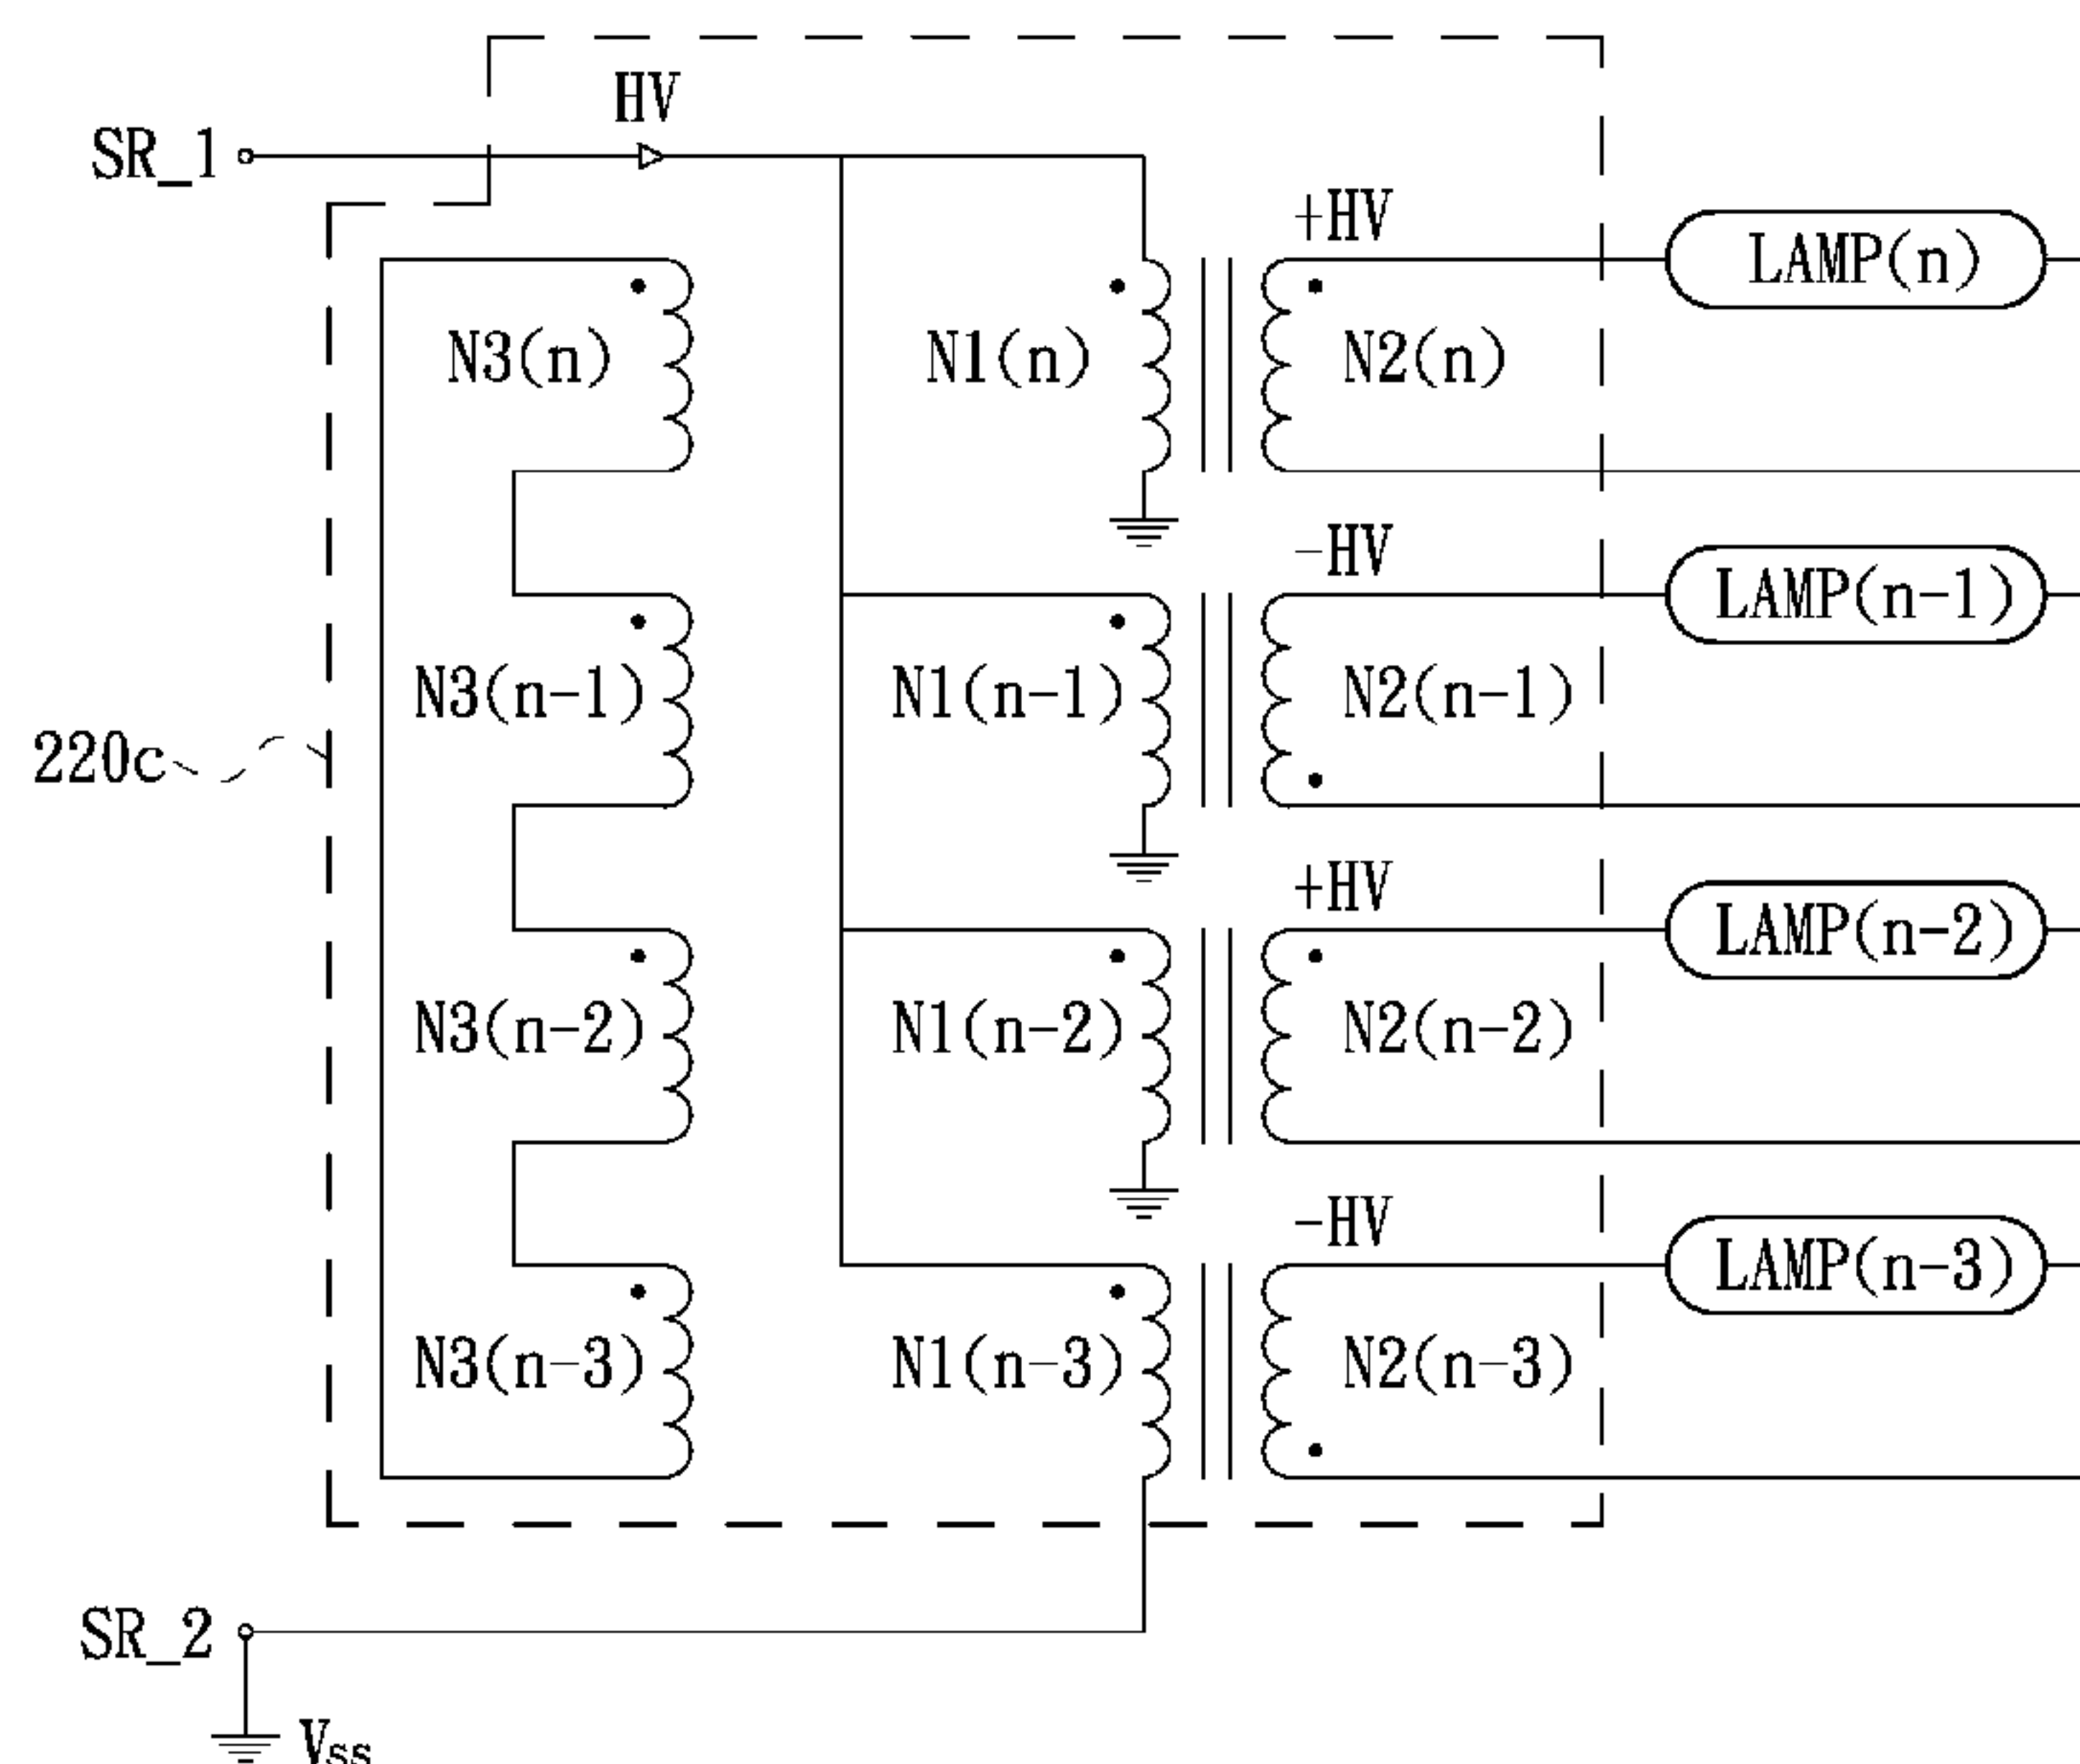 HV
SR_1
+HV
LAMP(n)
N3(n)
N1(n)
N2(n)
-HV
LAMP(n-1)
N3(n-1)
N1(n-1)
N2(n-1)
220c
+HV
LAMP(n-2)
N3(n-2)
N1(n-2)
N2(n-2)
-HV
LAMP(n-3)
N3(n-3)
N1(n-3)
N2(n-3)
SR_2
Vss